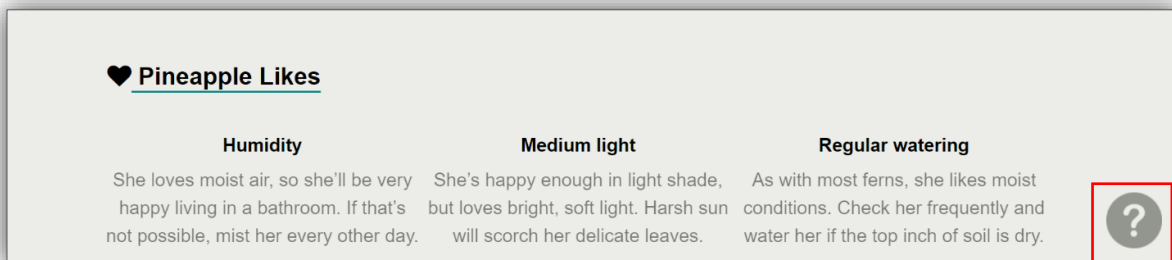 Pineapple Likes
Humidity
She loves moist air, so she’ll be very
happy living in a bathroom. If that’s
not possible, mist her every other day.
Medium light
She’s happy enough in light shade,
but loves bright, soft light. Harsh sun
will scorch her delicate leaves.
Regular watering
As with most ferns, she likes moist
conditions. Check her frequently and
water her if the top inch of soil is dry.
?